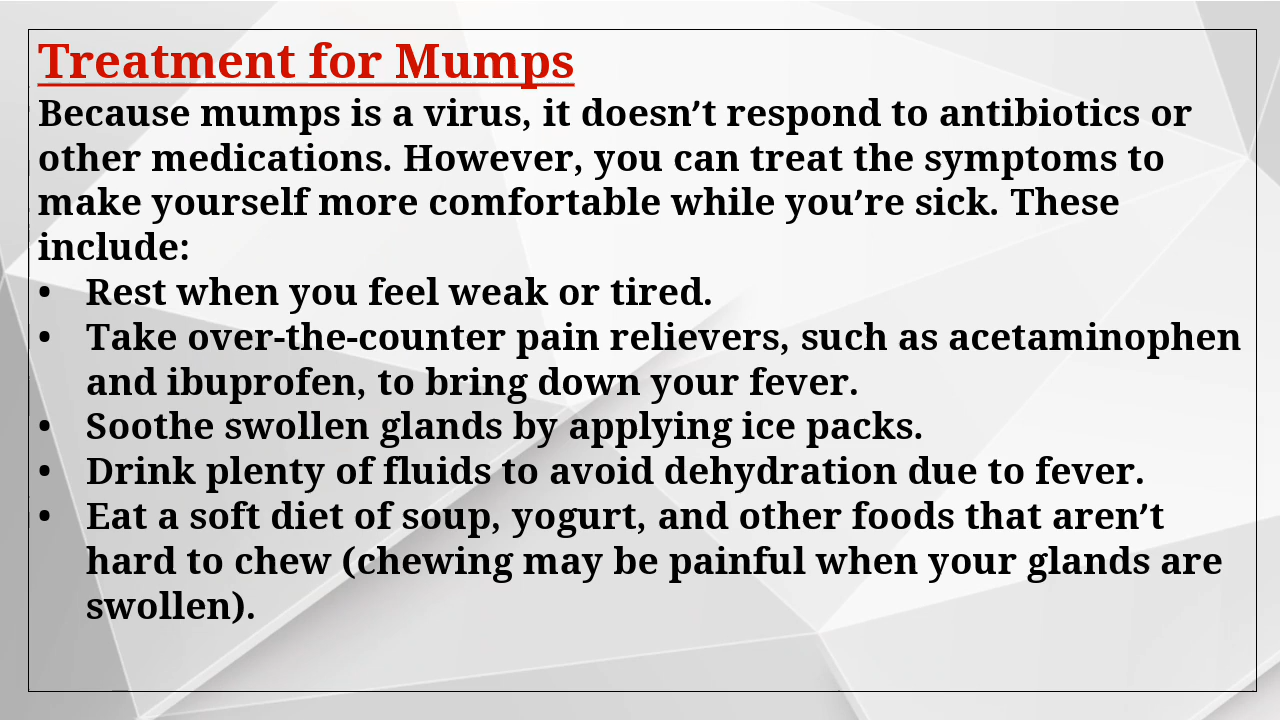 Treatment for Mumps
Because mumps is a virus, it doesn’t respond to antibiotics or
other medications. However, you can treat the symptoms to
make yourself more comfortable while you’re sick. These
include:
• Rest when you feel weak or tired.
• Take over-the-counter pain relievers, such as acetaminophen
and ibuprofen, to bring down your fever.
• Soothe swollen glands by applying ice packs.
• Drink plenty of fluids to avoid dehydration due to fever.
• Eat a soft diet of soup, yogurt, and other foods that aren’t
hard to chew (chewing may be painful when your glands are
swollen).